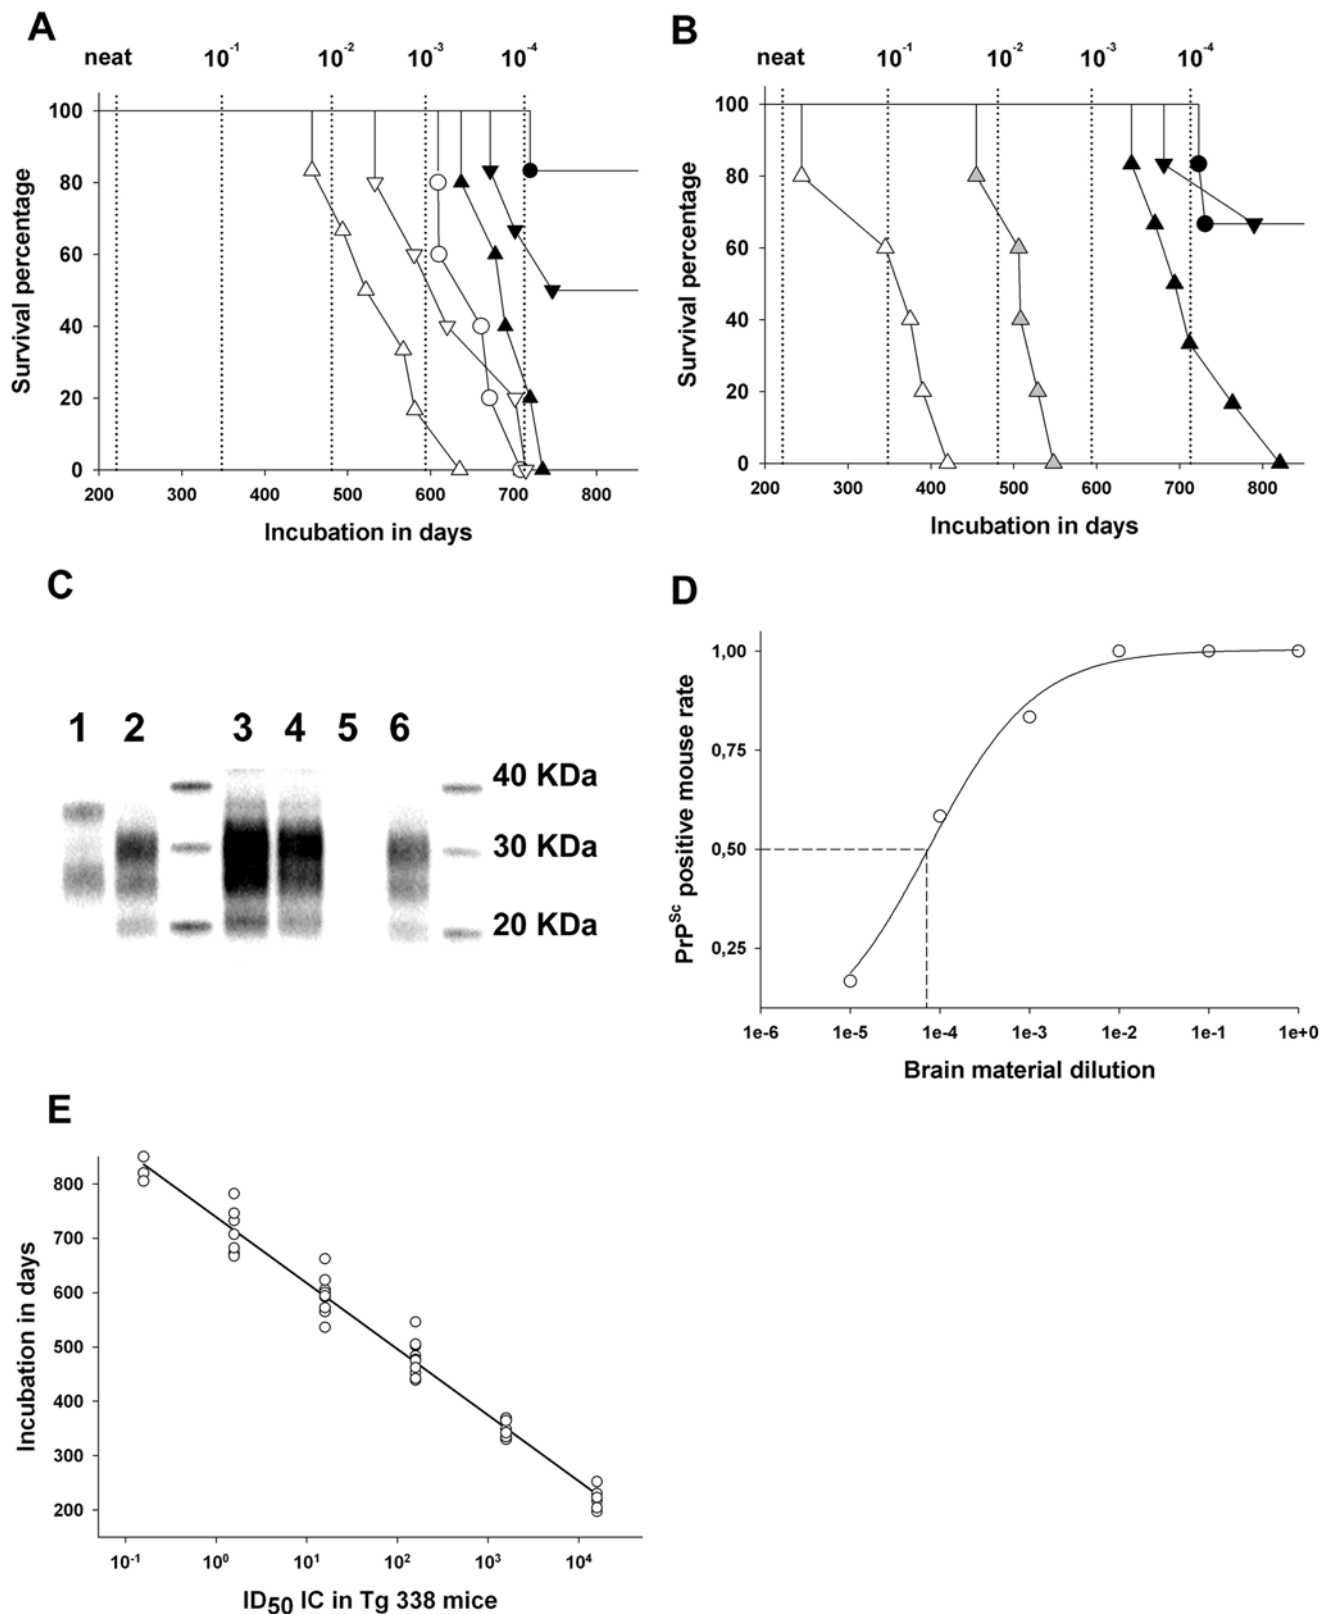 A
neat 10⁻¹ 10⁻² 10⁻³ 10⁻⁴
100
80
60
40
20
0
Survival percentage
200 300 400 500 600 700 800
Incubation in days
B
neat 10⁻¹ 10⁻² 10⁻³ 10⁻⁴
100
80
60
40
20
0
Survival percentage
200 300 400 500 600 700 800
Incubation in days
C
1 2 3 4 5 6
40 KDa
30 KDa
20 KDa
D
1,00
0,75
0,50
0,25
PrP^Sc positive mouse rate
1e-6 1e-5 1e-4 1e-3 1e-2 1e-1 1e+0
Brain material dilution
E
800
700
600
500
400
300
200
Incubation in days
10⁻¹ 10⁰ 10¹ 10² 10³ 10⁴
ID₅₀ IC in Tg 338 mice